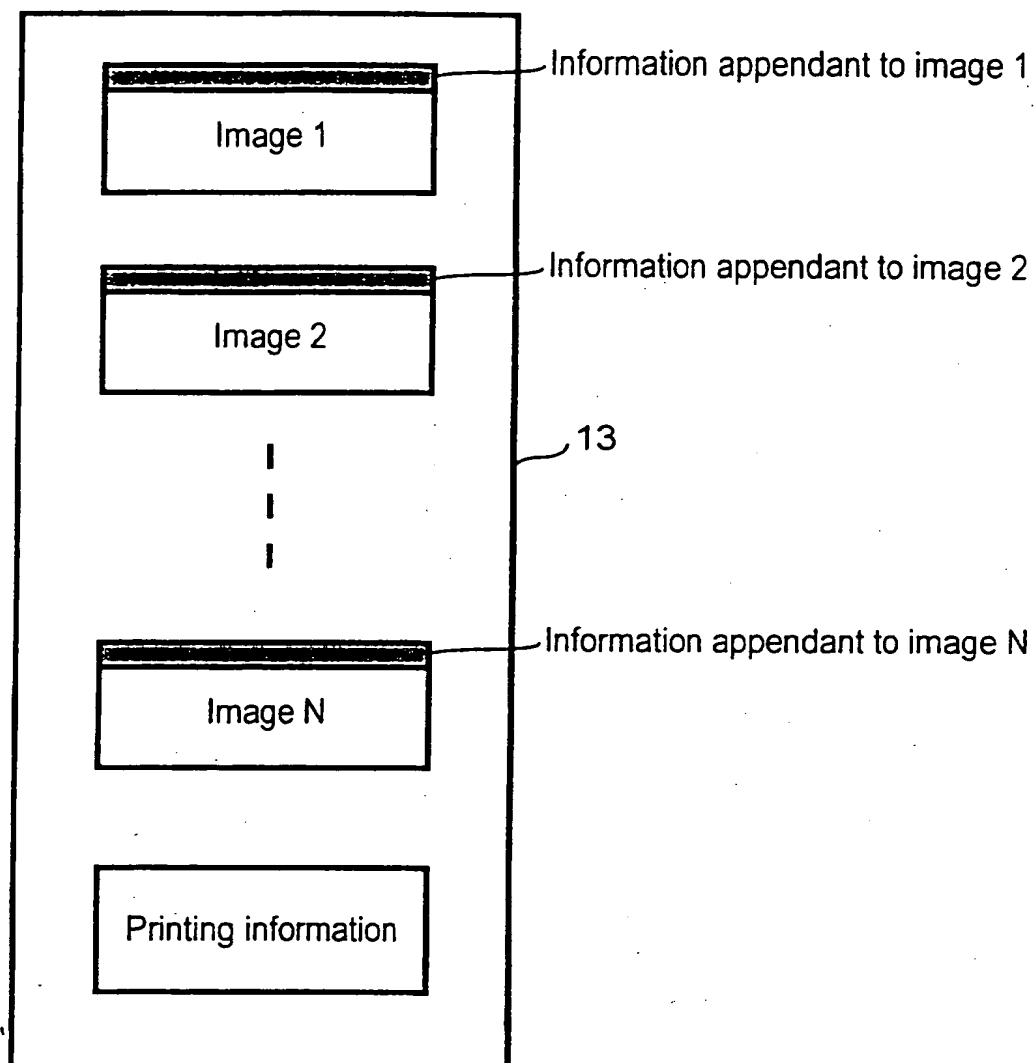 Information appendant to image 1
Image 1
Information appendant to image 2
Image 2
13
Information appendant to image N
Image N
Printing information